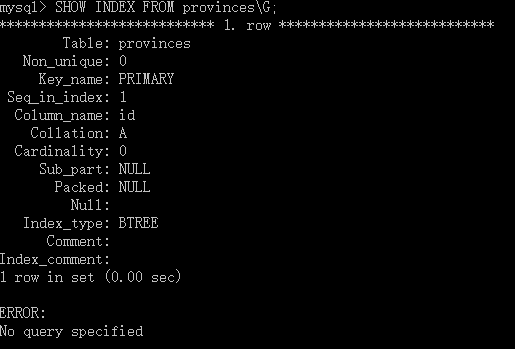 mysql> SHOW INDEX FROM provinces\G;
*************************** 1. row ***************************
        Table: provinces
   Non_unique: 0
     Key_name: PRIMARY
 Seq_in_index: 1
  Column_name: id
    Collation: A
  Cardinality: 0
     Sub_part: NULL
       Packed: NULL
         Null:
   Index_type: BTREE
      Comment:
Index_comment:
1 row in set (0.00 sec)
ERROR:
No query specified